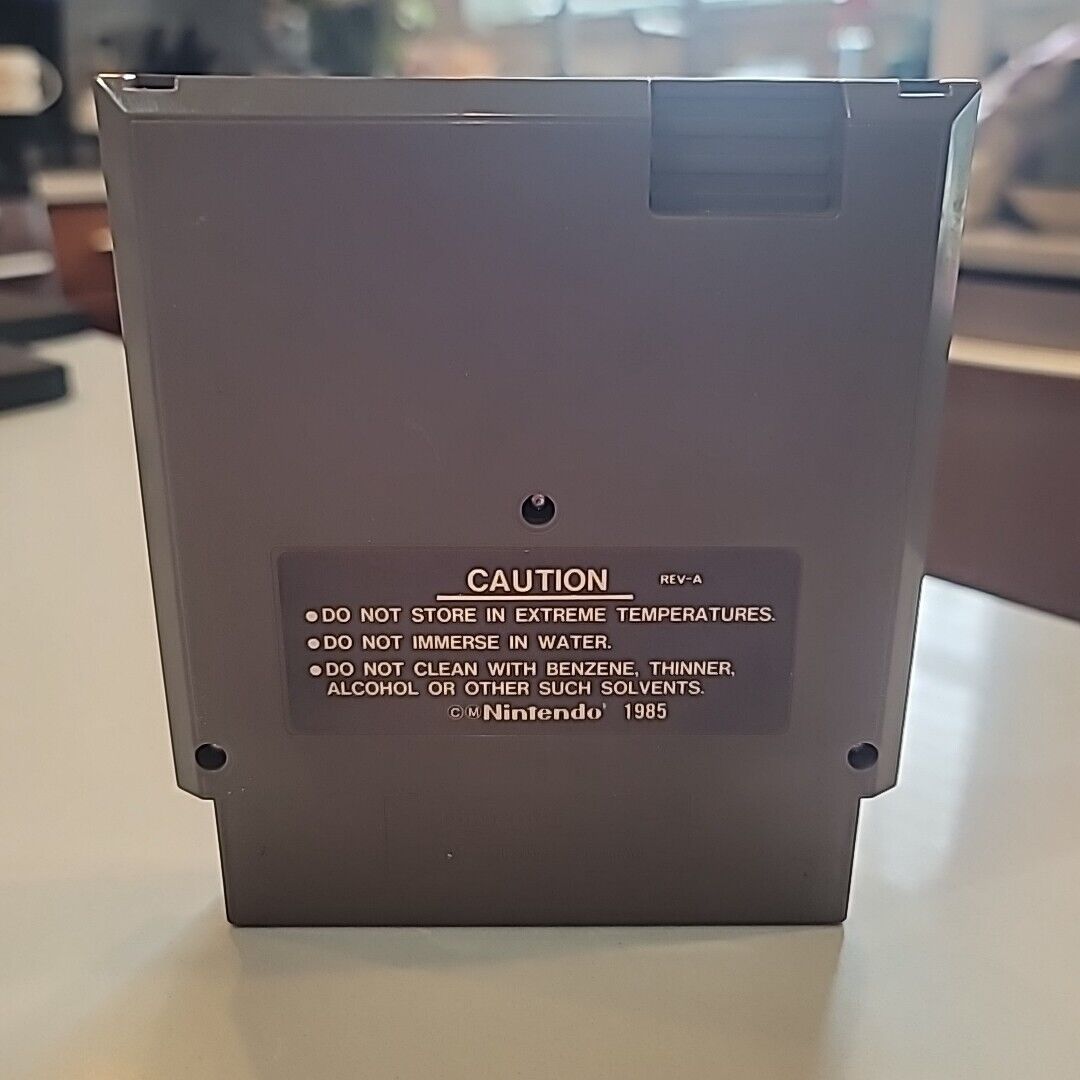 CAUTION REV-A
●DO NOT STORE IN EXTREME TEMPERATURES.
●DO NOT IMMERSE IN WATER.
●DO NOT CLEAN WITH BENZENE, THINNER,
ALCOHOL OR OTHER SUCH SOLVENTS.
©Ⓜ Nintendo 1985